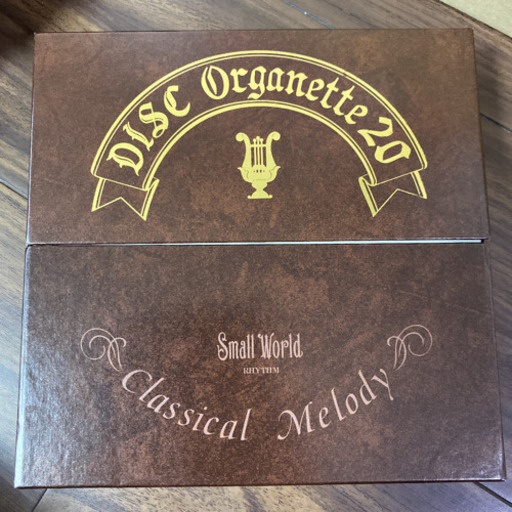 DISC Organette 20
Small World
RHYTHM
Classical Melody